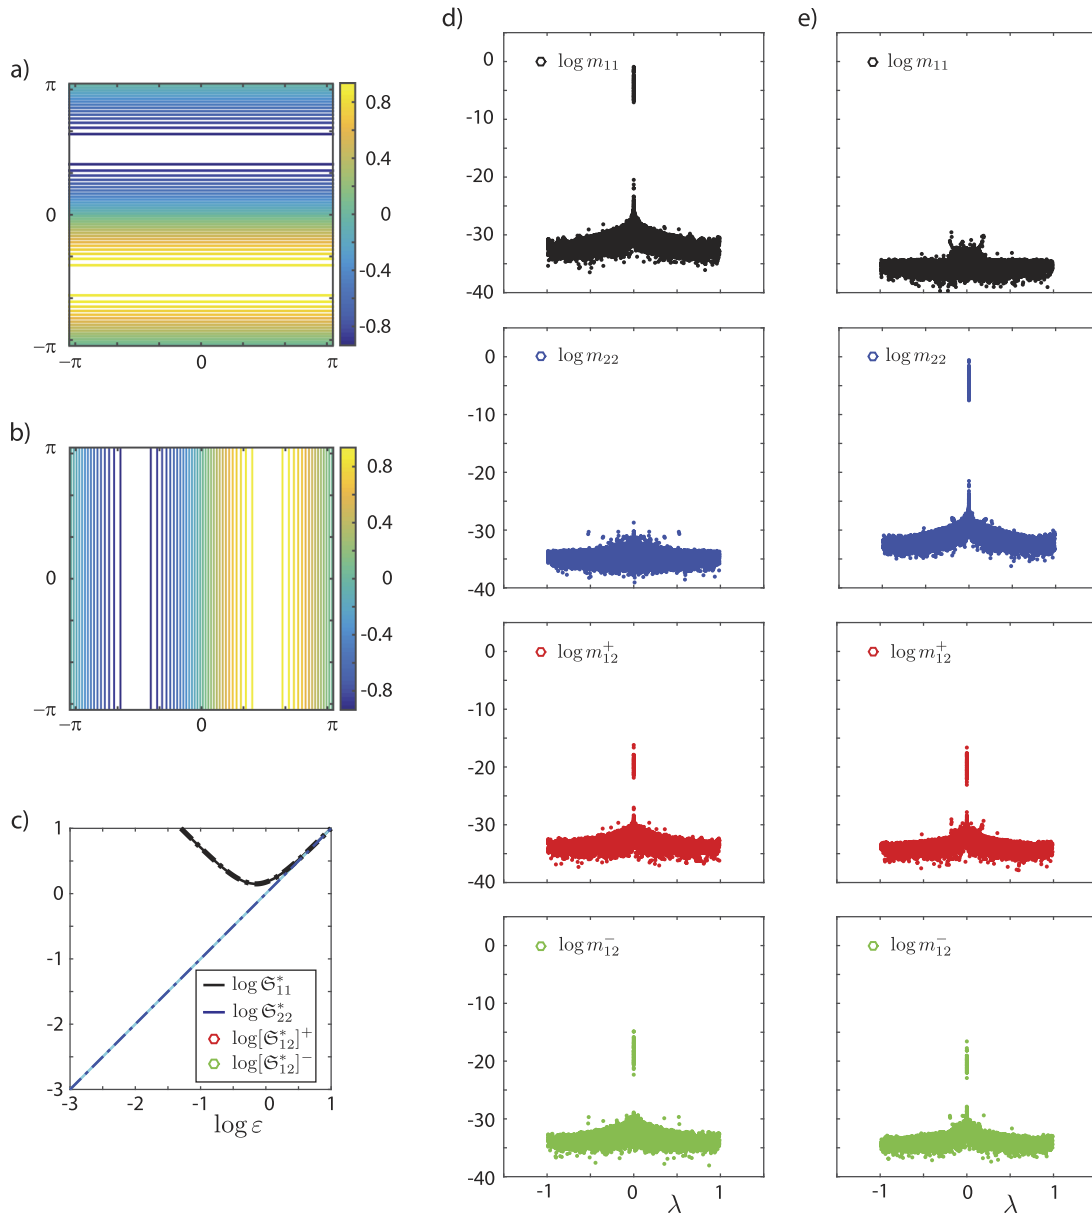 a)
π
0
−π
−π
0
π
0.8
0.4
0
-0.4
-0.8
b)
π
0
−π
−π
0
π
0.8
0.4
0
-0.4
-0.8
c)
1
0
-1
-2
-3
-3
-2
-1
0
1
log ε
log 𝔖*₁₁
log 𝔖*₂₂
log[𝔖*₁₂]⁺
log[𝔖*₁₂]⁻
d)
0
-10
-20
-30
-40
log m₁₁
0
-10
-20
-30
-40
log m₂₂
0
-10
-20
-30
-40
log m₁₂⁺
0
-10
-20
-30
-40
log m₁₂⁻
-1
0
1
λ
e)
log m₁₁
log m₂₂
log m₁₂⁺
log m₁₂⁻
-1
0
1
λ